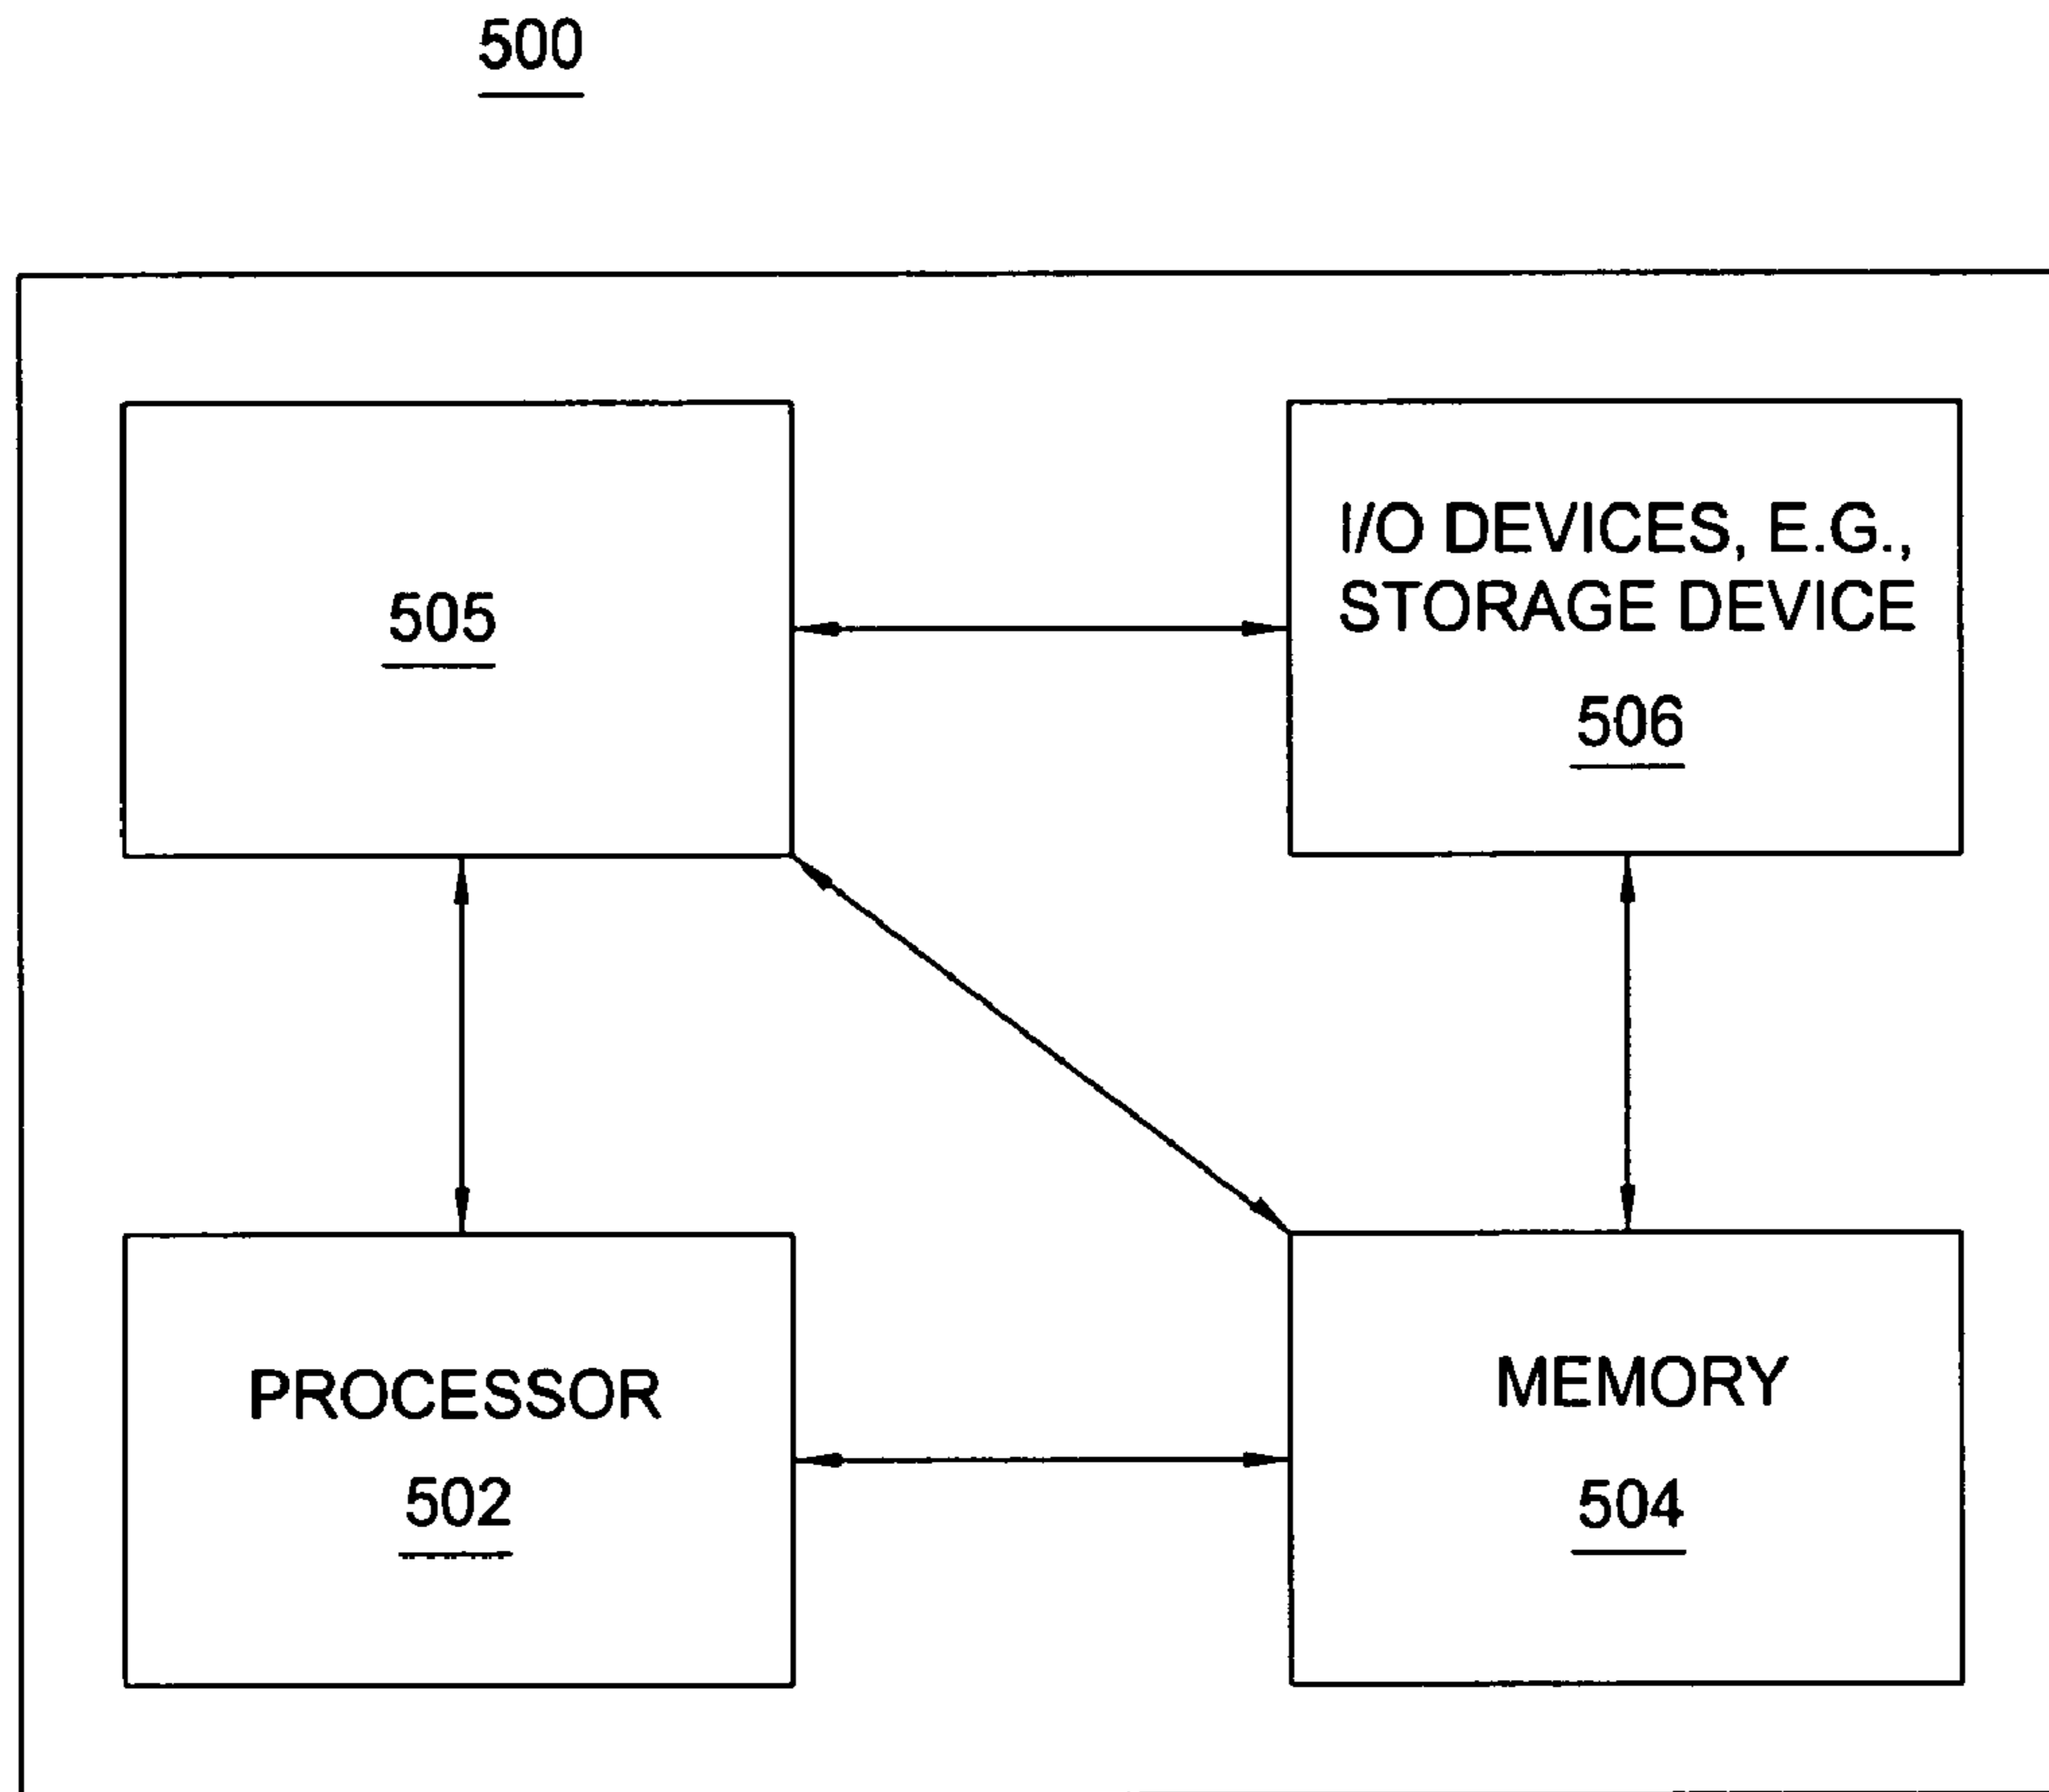 500
505
I/O DEVICES, E.G.,
STORAGE DEVICE
506
PROCESSOR
502
MEMORY
504